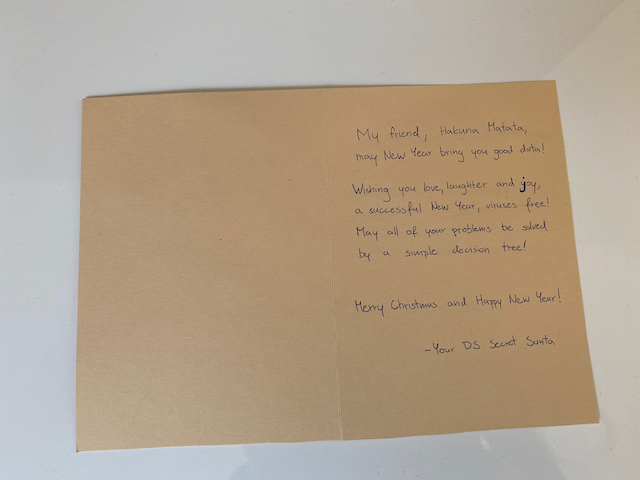 My friend, Hakuna Matata,
may New Year bring you good data!
Wishing you love, laughter and joy,
a successful New Year, viruses free!
May all of your problems be solved
by a simple decision tree!
Merry Christmas and Happy New Year!
-Your DS Secret Santa